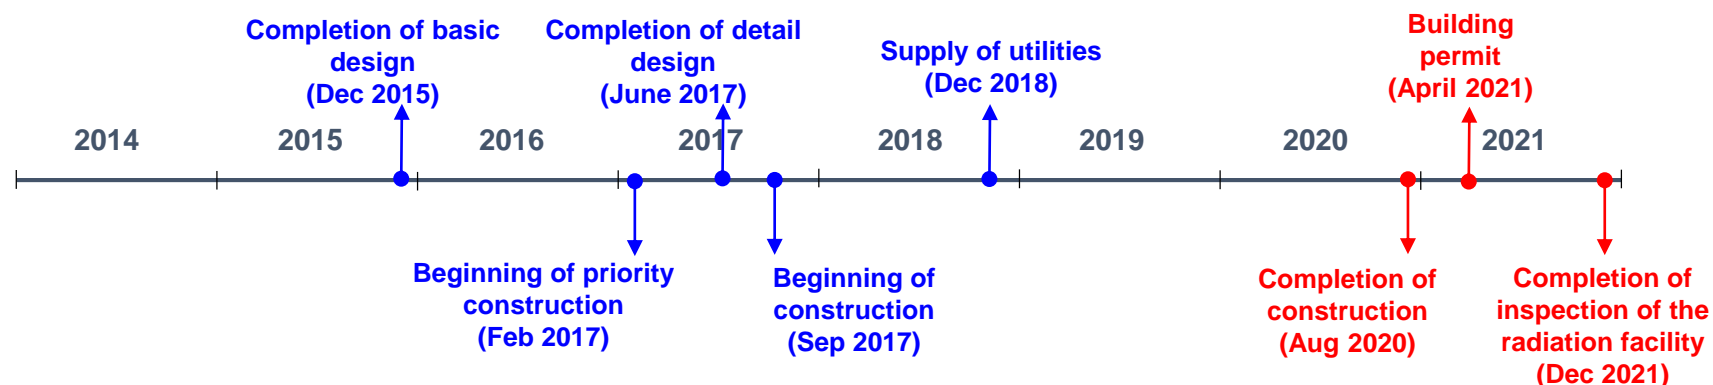 Completion of basic
design
(Dec 2015)
Completion of detail
design
(June 2017)
Supply of utilities
(Dec 2018)
Building
permit
(April 2021)
2014
2015
2016
2017
2018
2019
2020
2021
Beginning of priority
construction
(Feb 2017)
Beginning of
construction
(Sep 2017)
Completion of
construction
(Aug 2020)
Completion of
inspection of the
radiation facility
(Dec 2021)